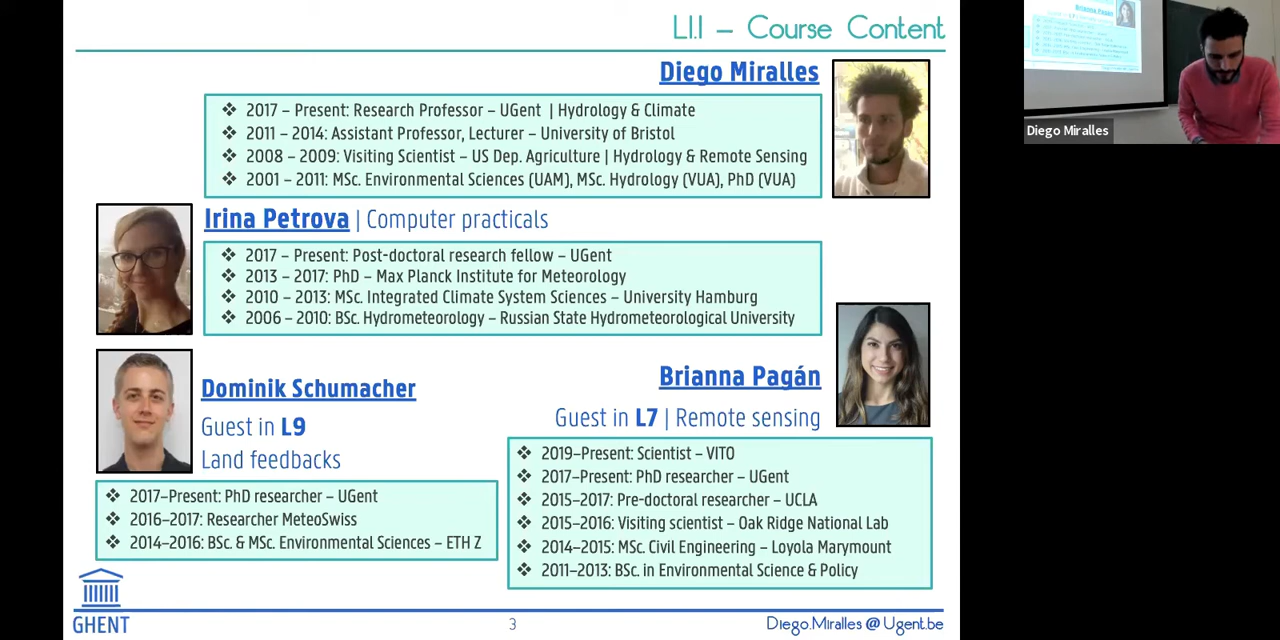 L1.1 – Course Content
Diego Miralles
❖ 2017 – Present: Research Professor – UGent | Hydrology & Climate
❖ 2011 – 2014: Assistant Professor, Lecturer – University of Bristol
❖ 2008 – 2009: Visiting Scientist – US Dep. Agriculture | Hydrology & Remote Sensing
❖ 2001 – 2011: MSc. Environmental Sciences (UAM), MSc. Hydrology (VUA), PhD (VUA)
Irina Petrova | Computer practicals
❖ 2017 – Present: Post-doctoral research fellow – UGent
❖ 2013 – 2017: PhD – Max Planck Institute for Meteorology
❖ 2010 – 2013: MSc. Integrated Climate System Sciences – University Hamburg
❖ 2006 – 2010: BSc. Hydrometeorology – Russian State Hydrometeorological University
Dominik Schumacher
Guest in L9
Land feedbacks
❖ 2017–Present: PhD researcher – UGent
❖ 2016–2017: Researcher MeteoSwiss
❖ 2014–2016: BSc. & MSc. Environmental Sciences – ETH Z
Brianna Pagán
Guest in L7 | Remote sensing
❖ 2019–Present: Scientist – VITO
❖ 2017–Present: PhD researcher – UGent
❖ 2015–2017: Pre-doctoral researcher – UCLA
❖ 2015–2016: Visiting scientist – Oak Ridge National Lab
❖ 2014–2015: MSc. Civil Engineering – Loyola Marymount
❖ 2011–2013: BSc. in Environmental Science & Policy
GHENT
3
Diego.Miralles @ Ugent.be
Brianna Pagán
Diego Miralles